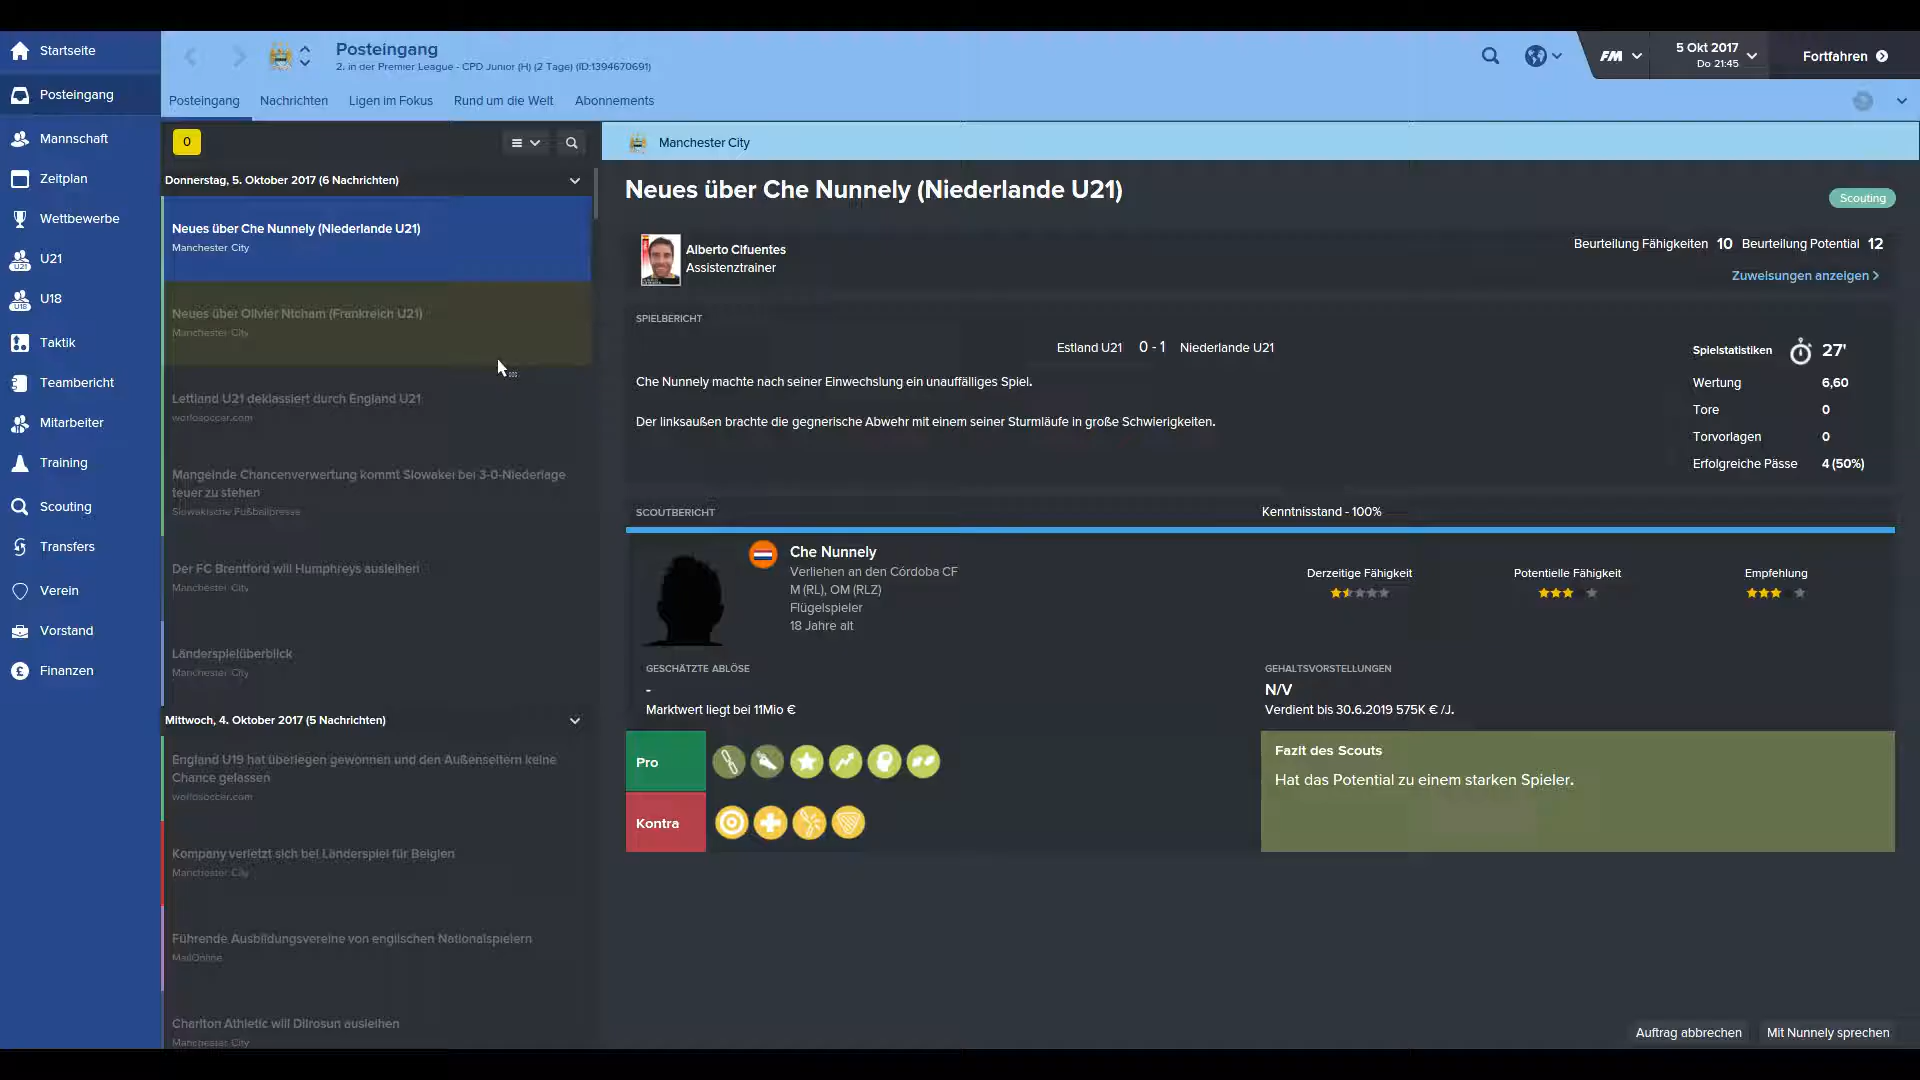 Startseite
Posteingang
Mannschaft
Zeitplan
Wettbewerbe
U21
U21
U18
U18
Taktik
Teambericht
Mitarbeiter
Training
Scouting
Transfers
Verein
Vorstand
Finanzen
Posteingang
2. in der Premier League - CPD Junior (H) (2 Tage) (ID:1394670691)
FM
5 Okt 2017
Do 21:45
Fortfahren
Posteingang Nachrichten Ligen im Fokus Rund um die Welt Abonnements
0
Donnerstag, 5. Oktober 2017 (6 Nachrichten)
Neues über Che Nunnely (Niederlande U21)
Manchester City
Neues über Olivier Ntcham (Frankreich U21)
Manchester City
Lettland U21 deklassiert durch England U21
worldsoccer.com
Mangelnde Chancenverwertung kommt Slowakei bei 3-0-Niederlage
teuer zu stehen
Slowakische Fußballpresse
Der FC Brentford will Humphreys ausleihen
Manchester City
Länderspielüberblick
Manchester City
Mittwoch, 4. Oktober 2017 (5 Nachrichten)
England U19 hat überlegen gewonnen und den Außenseitern keine
Chance gelassen
worldsoccer.com
Kompany verletzt sich bei Länderspiel für Belgien
Manchester City
Führende Ausbildungsvereine von englischen Nationalspielern
MailOnline
Charlton Athletic will Dilrosun ausleihen
Manchester City
Manchester City
Neues über Che Nunnely (Niederlande U21)
Scouting
Alberto Cifuentes
Assistenztrainer
Beurteilung Fähigkeiten 10 Beurteilung Potential 12
Zuweisungen anzeigen >
SPIELBERICHT
Estland U21 0 - 1 Niederlande U21
Che Nunnely machte nach seiner Einwechslung ein unauffälliges Spiel.
Der linksaußen brachte die gegnerische Abwehr mit einem seiner Sturmläufe in große Schwierigkeiten.
Spielstatistiken 27'
Wertung 6,60
Tore 0
Torvorlagen 0
Erfolgreiche Pässe 4 (50%)
SCOUTBERICHT
Kenntnisstand - 100%
Che Nunnely
Verliehen an den Córdoba CF
M (RL), OM (RLZ)
Flügelspieler
18 Jahre alt
Derzeitige Fähigkeit
Potentielle Fähigkeit
Empfehlung
GESCHÄTZTE ABLÖSE
-
Marktwert liegt bei 11Mio €
GEHALTSVORSTELLUNGEN
N/V
Verdient bis 30.6.2019 575K € /J.
Pro
Kontra
Fazit des Scouts
Hat das Potential zu einem starken Spieler.
Auftrag abbrechen Mit Nunnely sprechen